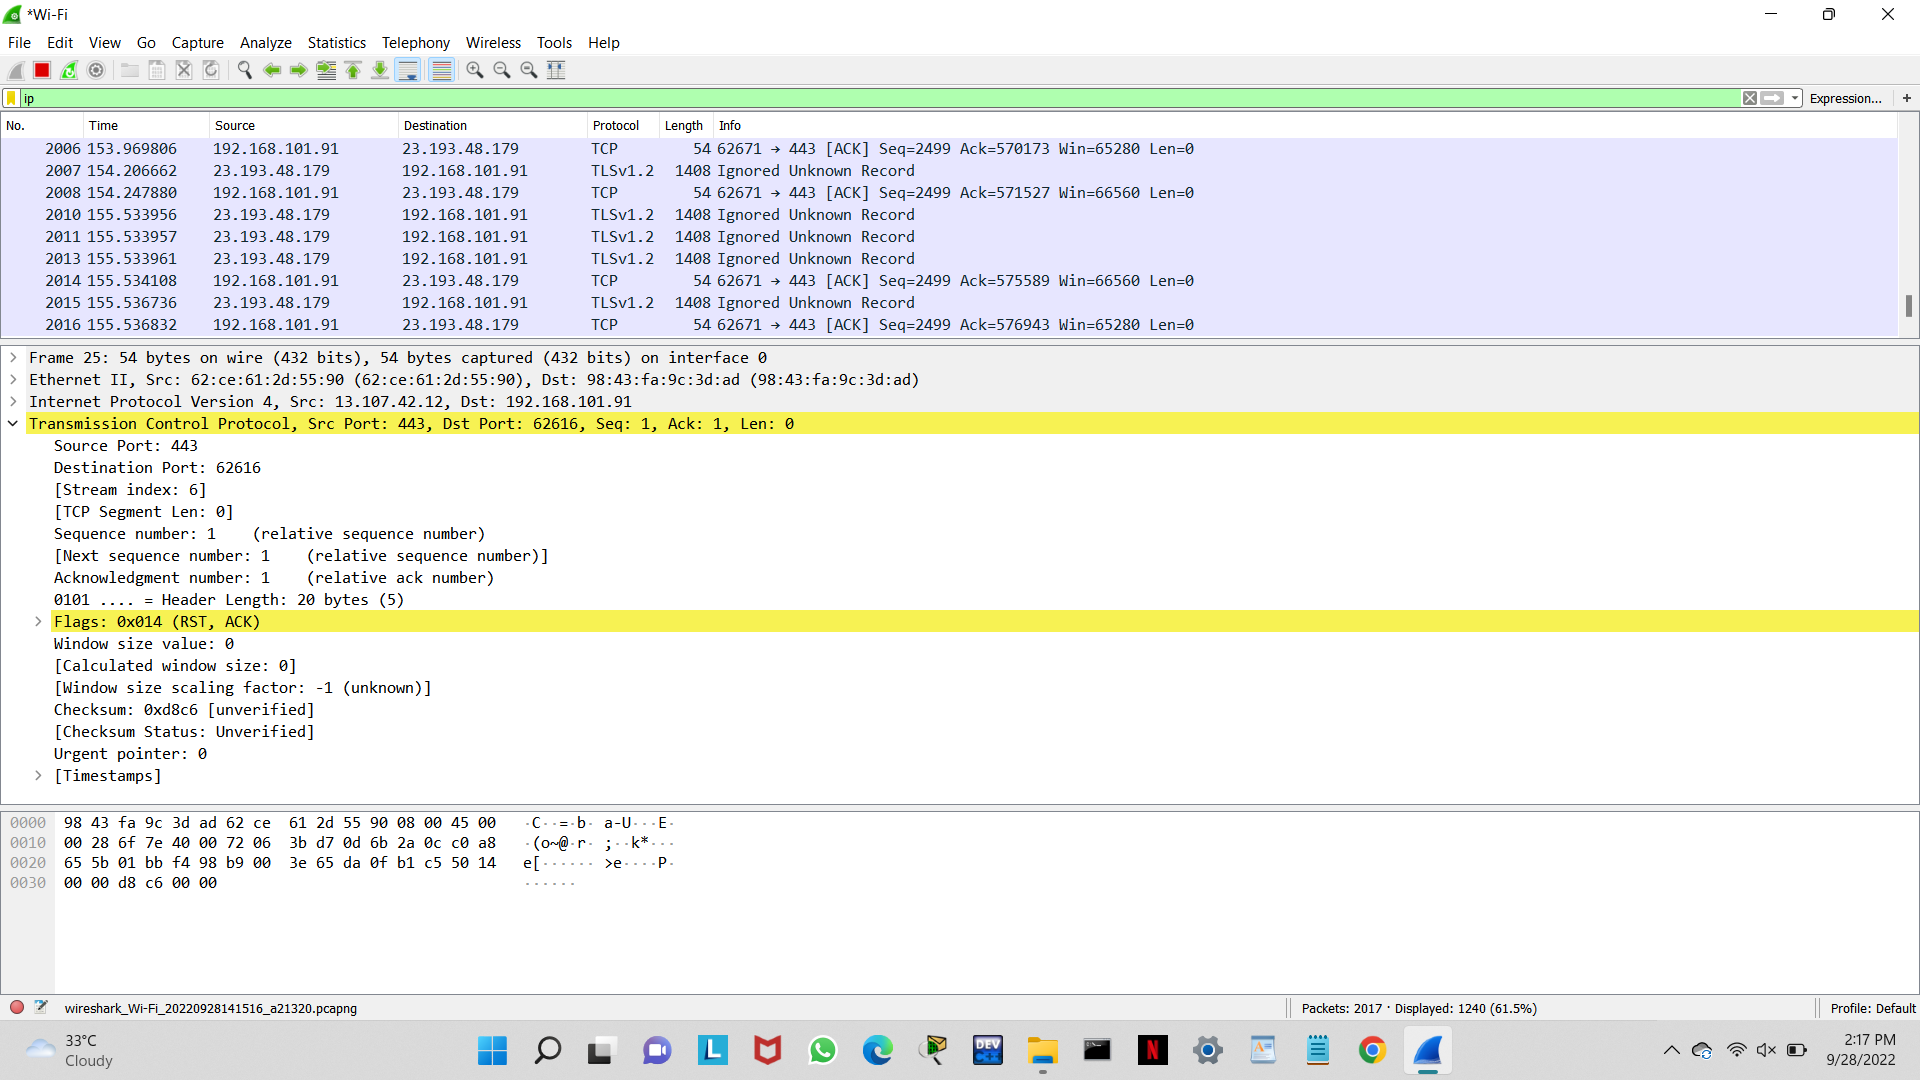 *Wi-Fi
File Edit View Go Capture Analyze Statistics Telephony Wireless Tools Help
ip Expression... +
No. Time Source Destination Protocol Length Info
2006 153.969806 192.168.101.91 23.193.48.179 TCP 54 62671 → 443 [ACK] Seq=2499 Ack=570173 Win=65280 Len=0
2007 154.206662 23.193.48.179 192.168.101.91 TLSv1.2 1408 Ignored Unknown Record
2008 154.247880 192.168.101.91 23.193.48.179 TCP 54 62671 → 443 [ACK] Seq=2499 Ack=571527 Win=66560 Len=0
2010 155.533956 23.193.48.179 192.168.101.91 TLSv1.2 1408 Ignored Unknown Record
2011 155.533957 23.193.48.179 192.168.101.91 TLSv1.2 1408 Ignored Unknown Record
2013 155.533961 23.193.48.179 192.168.101.91 TLSv1.2 1408 Ignored Unknown Record
2014 155.534108 192.168.101.91 23.193.48.179 TCP 54 62671 → 443 [ACK] Seq=2499 Ack=575589 Win=66560 Len=0
2015 155.536736 23.193.48.179 192.168.101.91 TLSv1.2 1408 Ignored Unknown Record
2016 155.536832 192.168.101.91 23.193.48.179 TCP 54 62671 → 443 [ACK] Seq=2499 Ack=576943 Win=65280 Len=0
Frame 25: 54 bytes on wire (432 bits), 54 bytes captured (432 bits) on interface 0
Ethernet II, Src: 62:ce:61:2d:55:90 (62:ce:61:2d:55:90), Dst: 98:43:fa:9c:3d:ad (98:43:fa:9c:3d:ad)
Internet Protocol Version 4, Src: 13.107.42.12, Dst: 192.168.101.91
Transmission Control Protocol, Src Port: 443, Dst Port: 62616, Seq: 1, Ack: 1, Len: 0
Source Port: 443
Destination Port: 62616
[Stream index: 6]
[TCP Segment Len: 0]
Sequence number: 1 (relative sequence number)
[Next sequence number: 1 (relative sequence number)]
Acknowledgment number: 1 (relative ack number)
0101 .... = Header Length: 20 bytes (5)
Flags: 0x014 (RST, ACK)
Window size value: 0
[Calculated window size: 0]
[Window size scaling factor: -1 (unknown)]
Checksum: 0xd8c6 [unverified]
[Checksum Status: Unverified]
Urgent pointer: 0
[Timestamps]
0000 98 43 fa 9c 3d ad 62 ce 61 2d 55 90 08 00 45 00 ·C··=·b· a-U···E·
0010 00 28 6f 7e 40 00 72 06 3b d7 0d 6b 2a 0c c0 a8 ·(o~@·r· ;··k*···
0020 65 5b 01 bb f4 98 b9 00 3e 65 da 0f b1 c5 50 14 e[······ >e····P·
0030 00 00 d8 c6 00 00 ······
wireshark_Wi-Fi_20220928141516_a21320.pcapng Packets: 2017 · Displayed: 1240 (61.5%) Profile: Default
33°C
Cloudy
L
DEV
C++
N
2:17 PM
9/28/2022